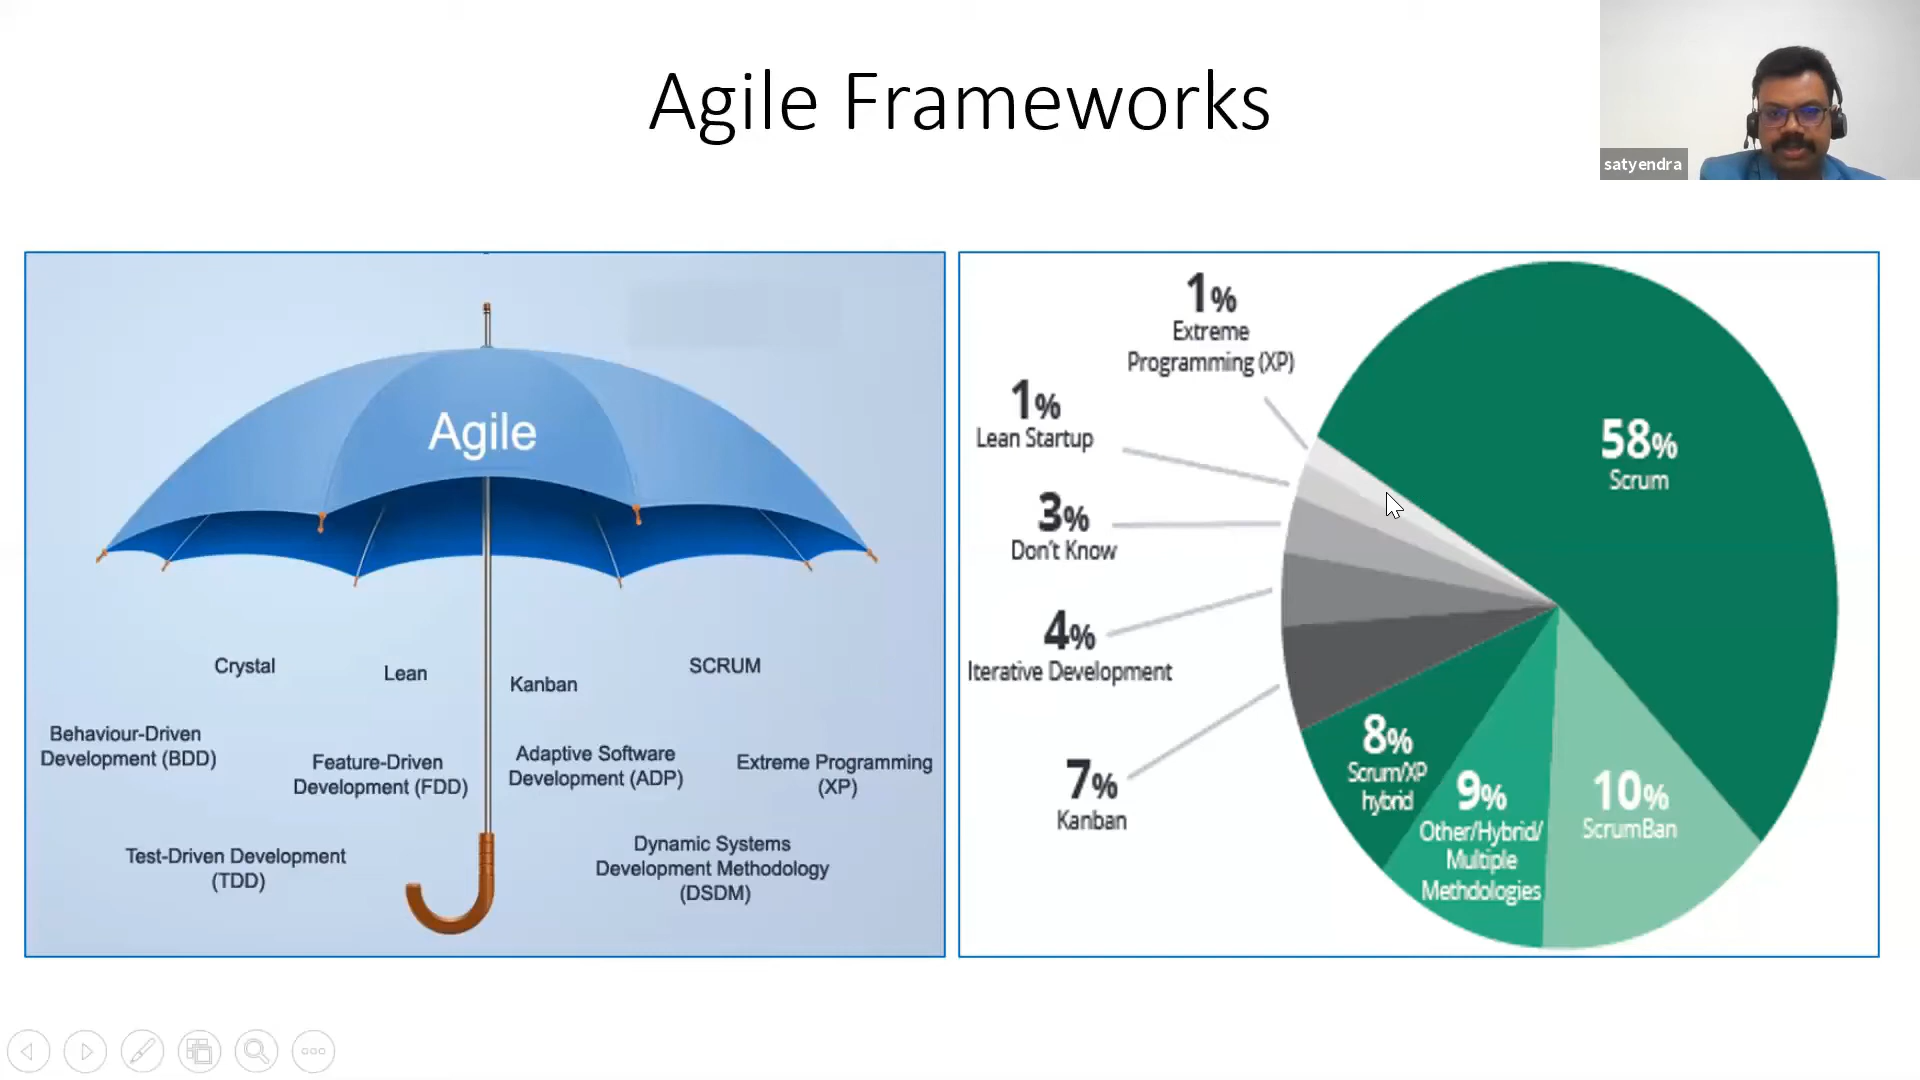 Agile Frameworks
satyendra
Agile
Crystal
Lean
Kanban
SCRUM
Behaviour-Driven
Development (BDD)
Feature-Driven
Development (FDD)
Adaptive Software
Development (ADP)
Extreme Programming
(XP)
Test-Driven Development
(TDD)
Dynamic Systems
Development Methodology
(DSDM)
1%
Extreme
Programming (XP)
1%
Lean Startup
3%
Don't Know
4%
Iterative Development
7%
Kanban
8%
Scrum/XP
hybrid
9%
Other/Hybrid/
Multiple
Methdologies
10%
ScrumBan
58%
Scrum